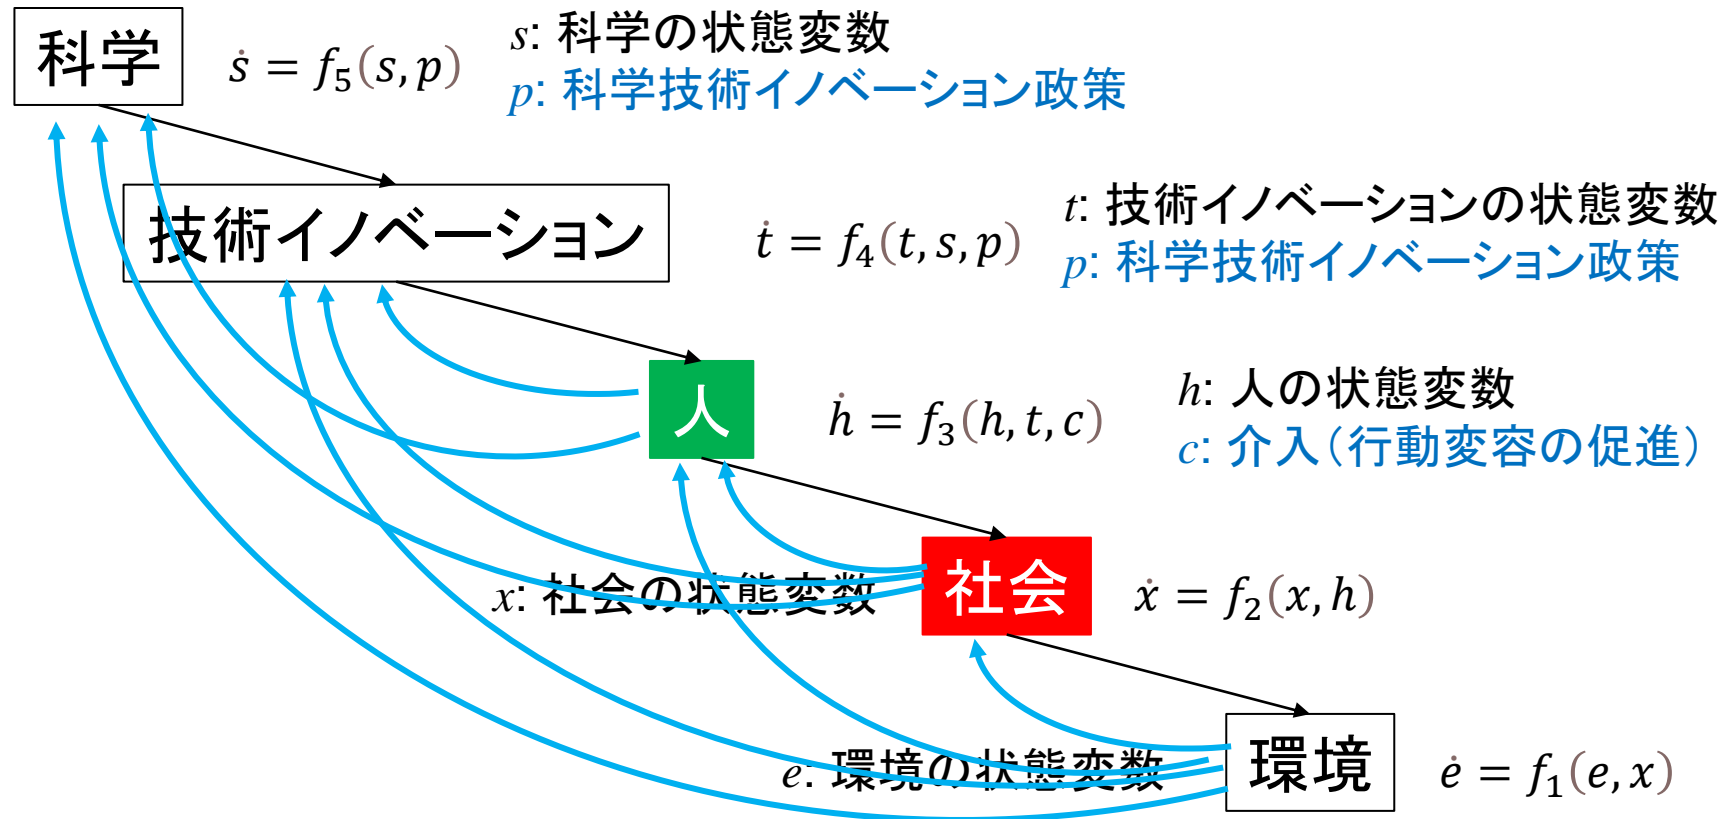 科学
ṡ = f₅(s, p)
s: 科学の状態変数
p: 科学技術イノベーション政策
技術イノベーション
ṫ = f₄(t, s, p)
t: 技術イノベーションの状態変数
p: 科学技術イノベーション政策
人
ḣ = f₃(h, t, c)
h: 人の状態変数
c: 介入(行動変容の促進)
x: 社会の状態変数
社会
ẋ = f₂(x, h)
e: 環境の状態変数
環境
ė = f₁(e, x)